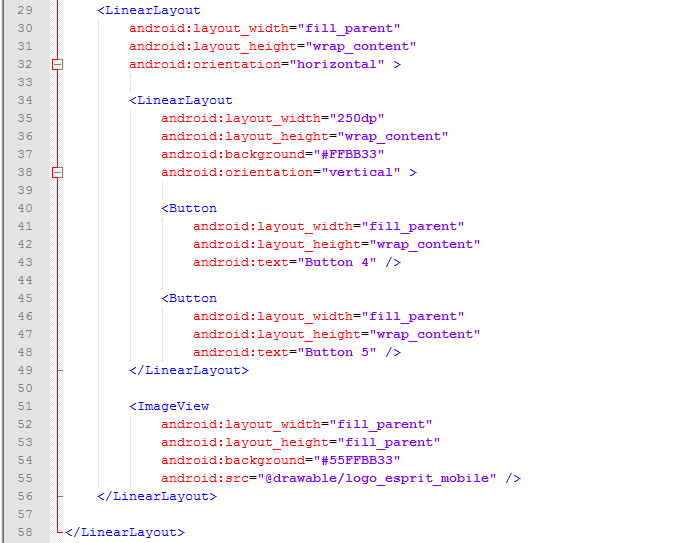 29 <LinearLayout
30 android:layout_width="fill_parent"
31 android:layout_height="wrap_content"
32 android:orientation="horizontal" >
33
34 <LinearLayout
35 android:layout_width="250dp"
36 android:layout_height="wrap_content"
37 android:background="#FFBB33"
38 android:orientation="vertical" >
39
40 <Button
41 android:layout_width="fill_parent"
42 android:layout_height="wrap_content"
43 android:text="Button 4" />
44
45 <Button
46 android:layout_width="fill_parent"
47 android:layout_height="wrap_content"
48 android:text="Button 5" />
49 </LinearLayout>
50
51 <ImageView
52 android:layout_width="fill_parent"
53 android:layout_height="fill_parent"
54 android:background="#55FFBB33"
55 android:src="@drawable/logo_esprit_mobile" />
56 </LinearLayout>
57
58 </LinearLayout>